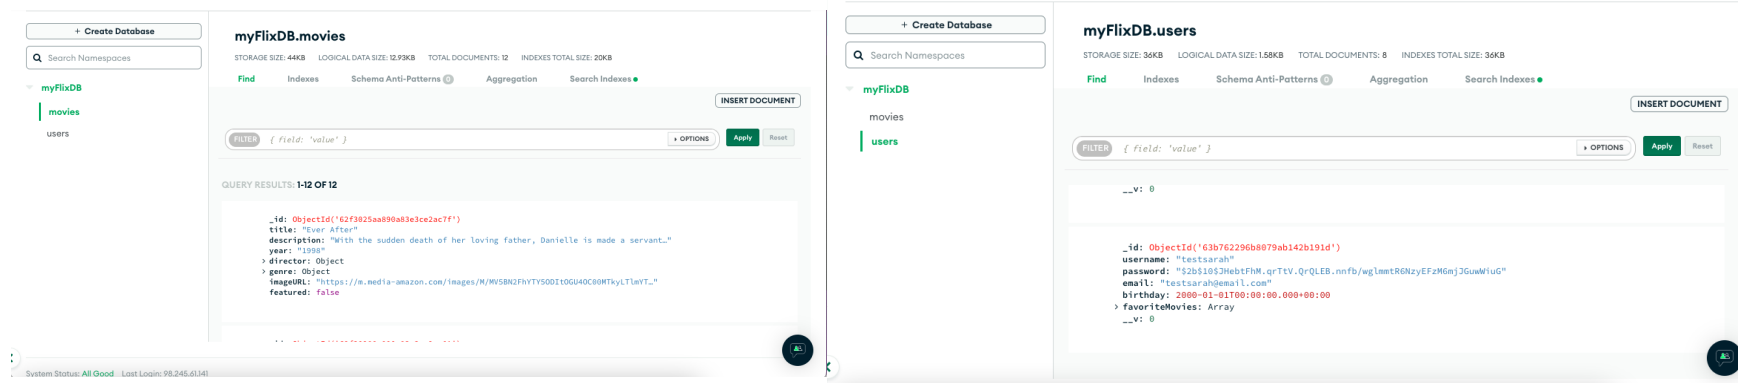 + Create Database
Search Namespaces
myFlixDB
movies
users
myFlixDB.movies
STORAGE SIZE: 44KB LOGICAL DATA SIZE: 12.93KB TOTAL DOCUMENTS: 12 INDEXES TOTAL SIZE: 20KB
Find Indexes Schema Anti-Patterns 0 Aggregation Search Indexes
INSERT DOCUMENT
FILTER { field: 'value' } OPTIONS Apply Reset
QUERY RESULTS: 1-12 OF 12
_id: ObjectId('62f3025aa890a83e3ce2ac7f')
title: "Ever After"
description: "With the sudden death of her loving father, Danielle is made a servant…"
year: "1998"
> director: Object
> genre: Object
imageURL: "https://m.media-amazon.com/images/M/MV5BN2FhYTY5ODItOGU4OC00MTkyLTlmYT…"
featured: false
System Status: All Good Last Login: 98.245.61.141
+ Create Database
Search Namespaces
myFlixDB
movies
users
myFlixDB.users
STORAGE SIZE: 36KB LOGICAL DATA SIZE: 1.58KB TOTAL DOCUMENTS: 8 INDEXES TOTAL SIZE: 36KB
Find Indexes Schema Anti-Patterns 0 Aggregation Search Indexes
INSERT DOCUMENT
FILTER { field: 'value' } OPTIONS Apply Reset
__v: 0
_id: ObjectId('63b762296b8079ab142b191d')
username: "testsarah"
password: "$2b$10$JHebtFhM.qrTtV.QrQLEB.nnfb/wglmmtR6NzyEFzM6mjJGuwWiuG"
email: "testsarah@email.com"
birthday: 2000-01-01T00:00:00.000+00:00
> favoriteMovies: Array
__v: 0